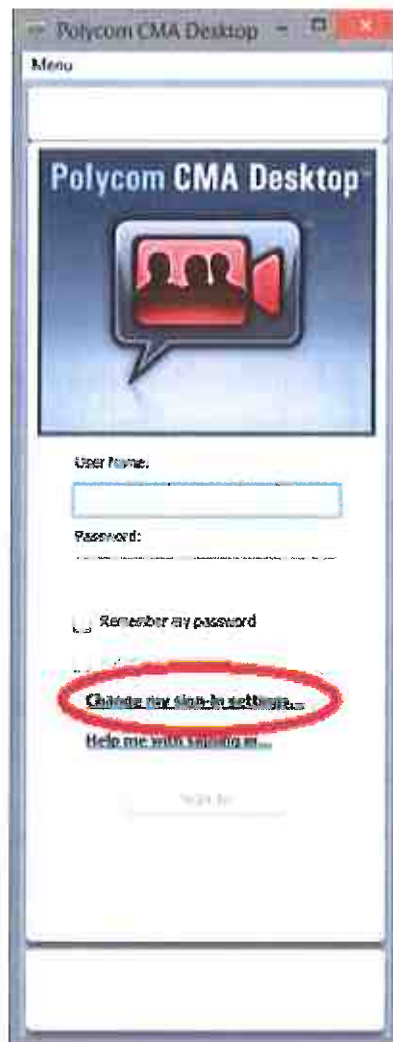 Polycom CMA Desktop
Menu
Polycom CMA Desktop™
User Name:
Password:
Remember my password
Change my sign-in settings...
Help me with signing in...
Sign In